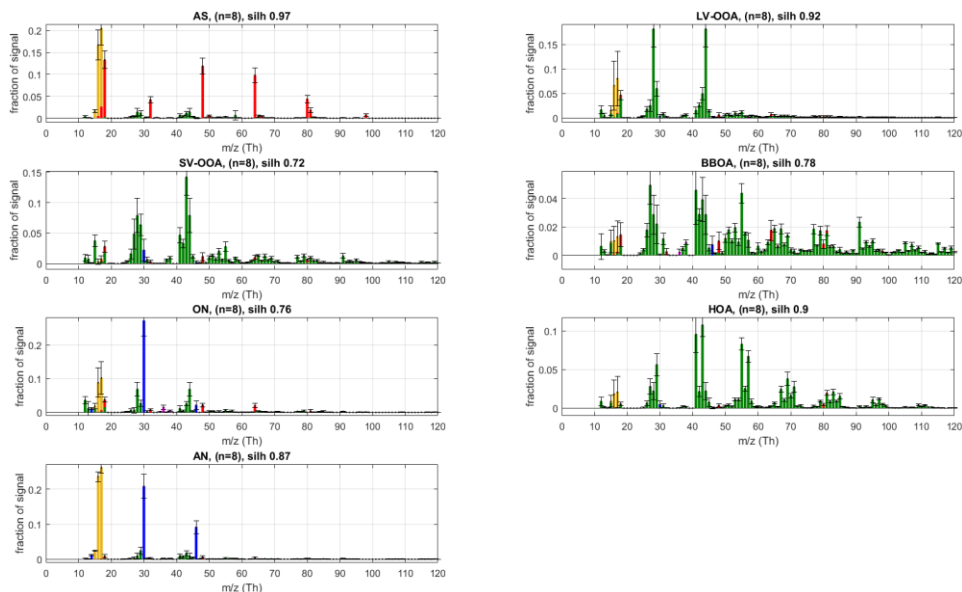 AS, (n=8), silh 0.97
fraction of signal
0.2
0.15
0.1
0.05
0
0 10 20 30 40 50 60 70 80 90 100 110 120
m/z (Th)
LV-OOA, (n=8), silh 0.92
fraction of signal
0.15
0.1
0.05
0
0 10 20 30 40 50 60 70 80 90 100 110 120
m/z (Th)
SV-OOA, (n=8), silh 0.72
fraction of signal
0.15
0.1
0.05
0
0 10 20 30 40 50 60 70 80 90 100 110 120
m/z (Th)
BBOA, (n=8), silh 0.78
fraction of signal
0.04
0.02
0
0 10 20 30 40 50 60 70 80 90 100 110 120
m/z (Th)
ON, (n=8), silh 0.76
fraction of signal
0.2
0.1
0
0 10 20 30 40 50 60 70 80 90 100 110 120
m/z (Th)
HOA, (n=8), silh 0.9
fraction of signal
0.1
0.05
0
0 10 20 30 40 50 60 70 80 90 100 110 120
m/z (Th)
AN, (n=8), silh 0.87
fraction of signal
0.2
0.1
0
0 10 20 30 40 50 60 70 80 90 100 110 120
m/z (Th)